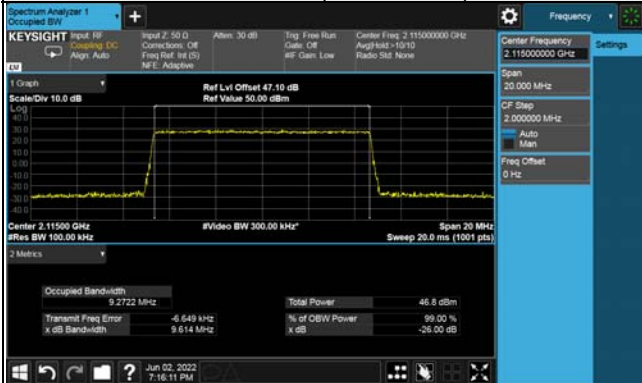 Spectrum Analyzer 1
Occupied BW
Frequency
KEYSIGHT
Input: RF
Coupling: DC
Align: Auto
Input Z: 50 Ω
Corrections: Off
Freq Ref: Int (S)
NFE: Adaptive
Atten: 30 dB
Trig: Free Run
Gate: Off
#IF Gain: Low
Center Freq: 2.115000000 GHz
Avg|Hold:>10/10
Radio Std: None
Center Frequency
2.115000000 GHz
Settings
Span
20.000 MHz
CF Step
2.000000 MHz
Auto
Man
Freq Offset
0 Hz
1 Graph
Scale/Div 10.0 dB
Ref Lvl Offset 47.10 dB
Ref Value 50.00 dBm
Log
40.0
30.0
20.0
10.0
0.00
-10.0
-20.0
-30.0
-40.0
Center 2.11500 GHz
#Res BW 100.00 kHz
#Video BW 300.00 kHz*
Span 20 MHz
Sweep 20.0 ms (1001 pts)
2 Metrics
Occupied Bandwidth
9.2722 MHz
Total Power 46.8 dBm
Transmit Freq Error -6.649 kHz
% of OBW Power 99.00 %
x dB Bandwidth 9.614 MHz
x dB -26.00 dB
Jun 02, 2022
7:16:11 PM